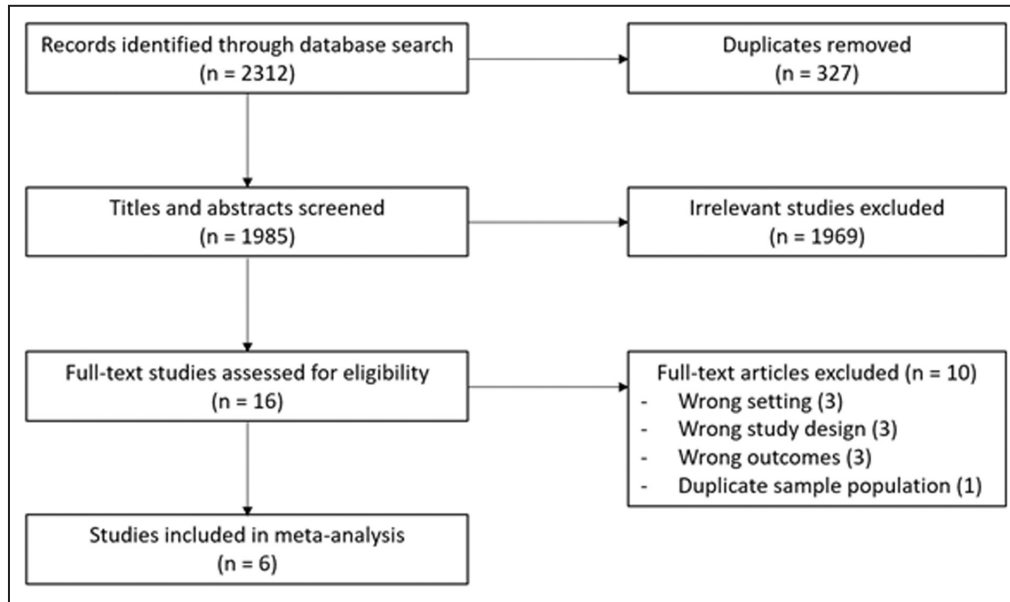 Records identified through database search
(n = 2312)
Duplicates removed
(n = 327)
Titles and abstracts screened
(n = 1985)
Irrelevant studies excluded
(n = 1969)
Full-text studies assessed for eligibility
(n = 16)
Full-text articles excluded (n = 10)
- Wrong setting (3)
- Wrong study design (3)
- Wrong outcomes (3)
- Duplicate sample population (1)
Studies included in meta-analysis
(n = 6)